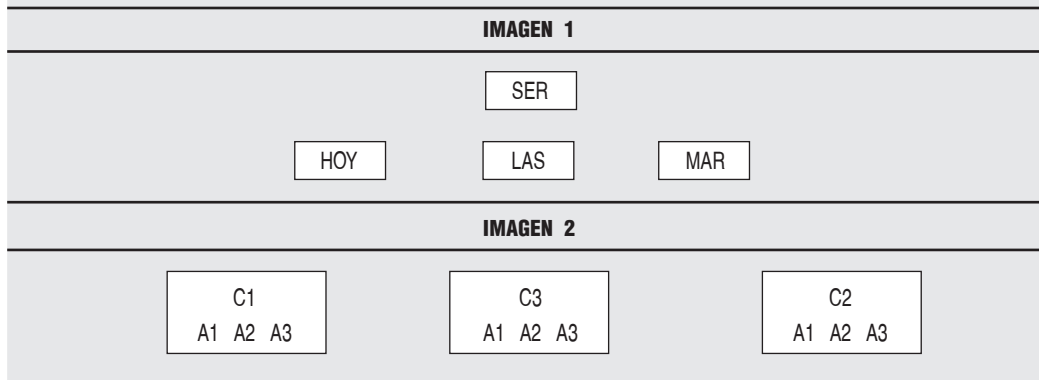 IMAGEN 1
SER
HOY LAS MAR
IMAGEN 2
C1 C3 C2
A1 A2 A3 A1 A2 A3 A1 A2 A3